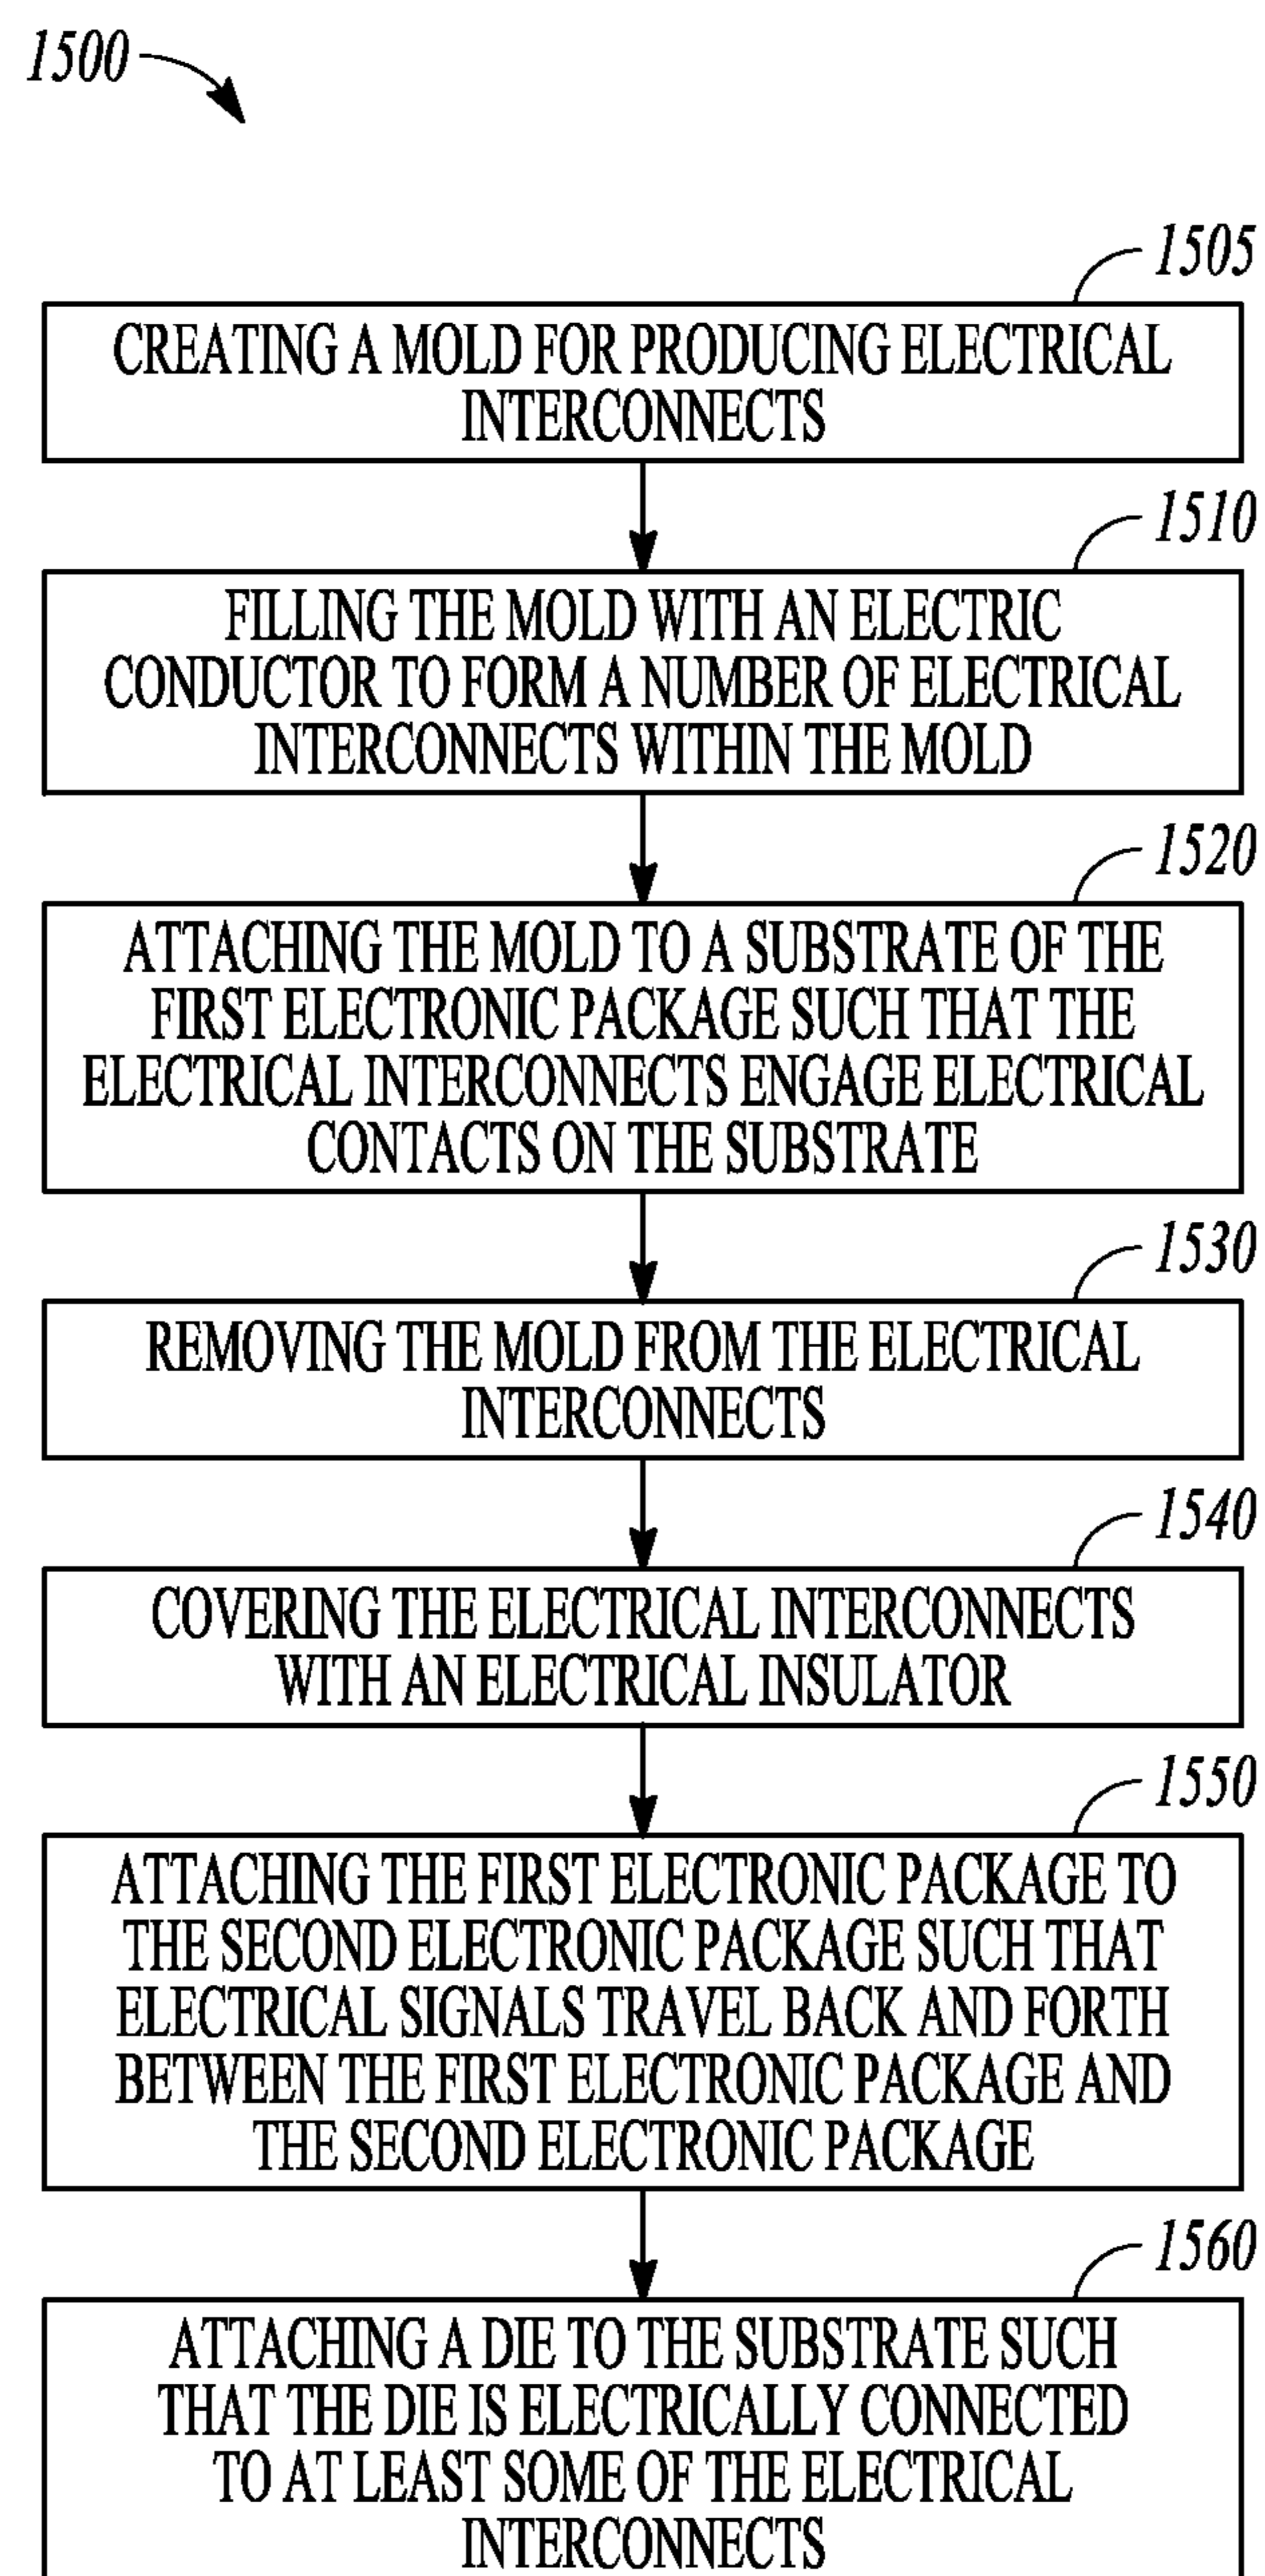 1500
1505
CREATING A MOLD FOR PRODUCING ELECTRICAL
INTERCONNECTS
1510
FILLING THE MOLD WITH AN ELECTRIC
CONDUCTOR TO FORM A NUMBER OF ELECTRICAL
INTERCONNECTS WITHIN THE MOLD
1520
ATTACHING THE MOLD TO A SUBSTRATE OF THE
FIRST ELECTRONIC PACKAGE SUCH THAT THE
ELECTRICAL INTERCONNECTS ENGAGE ELECTRICAL
CONTACTS ON THE SUBSTRATE
1530
REMOVING THE MOLD FROM THE ELECTRICAL
INTERCONNECTS
1540
COVERING THE ELECTRICAL INTERCONNECTS
WITH AN ELECTRICAL INSULATOR
1550
ATTACHING THE FIRST ELECTRONIC PACKAGE TO
THE SECOND ELECTRONIC PACKAGE SUCH THAT
ELECTRICAL SIGNALS TRAVEL BACK AND FORTH
BETWEEN THE FIRST ELECTRONIC PACKAGE AND
THE SECOND ELECTRONIC PACKAGE
1560
ATTACHING A DIE TO THE SUBSTRATE SUCH
THAT THE DIE IS ELECTRICALLY CONNECTED
TO AT LEAST SOME OF THE ELECTRICAL
INTERCONNECTS